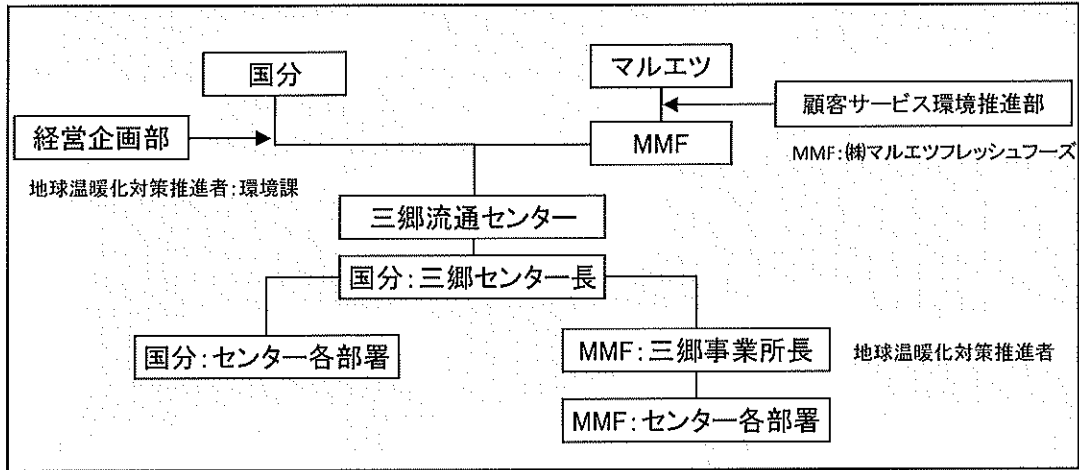 国分
マルエツ
顧客サービス環境推進部
経営企画部
MMF
MMF:㈱マルエツフレッシュフーズ
地球温暖化対策推進者:環境課
三郷流通センター
国分:三郷センター長
国分:センター各部署
MMF:三郷事業所長
地球温暖化対策推進者
MMF:センター各部署